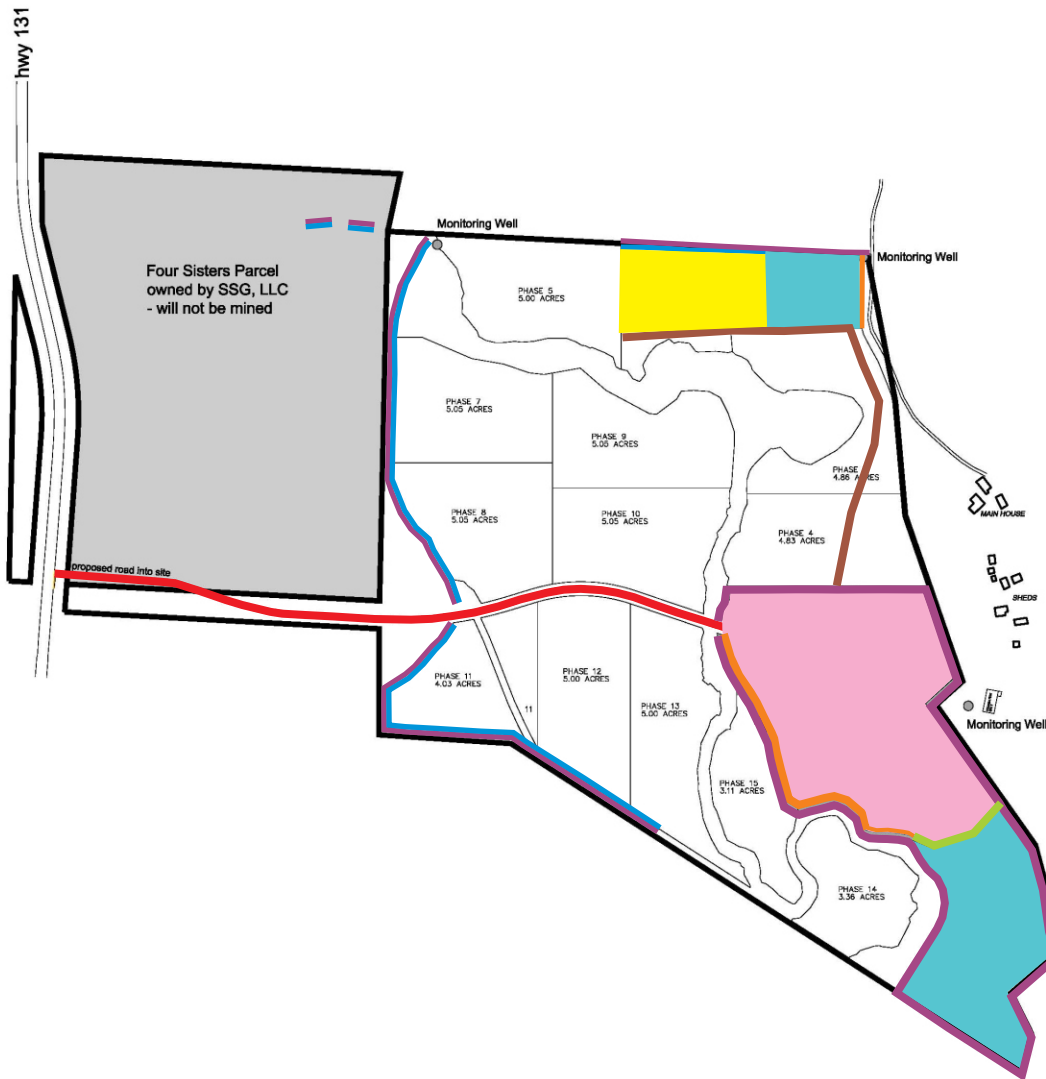 hwy 131
Four Sisters Parcel
owned by SSG, LLC
- will not be mined
Monitoring Well
Monitoring Well
PHASE 5
5.00 ACRES
PHASE 7
5.05 ACRES
PHASE 9
5.05 ACRES
PHASE
4.86 ACRES
PHASE 8
5.05 ACRES
PHASE 10
5.05 ACRES
PHASE 4
4.83 ACRES
MAIN HOUSE
SHEDS
proposed road into site
PHASE 11
4.03 ACRES
PHASE 12
5.00 ACRES
11
PHASE 13
5.00 ACRES
Monitoring Well
PHASE 15
3.11 ACRES
PHASE 14
3.36 ACRES